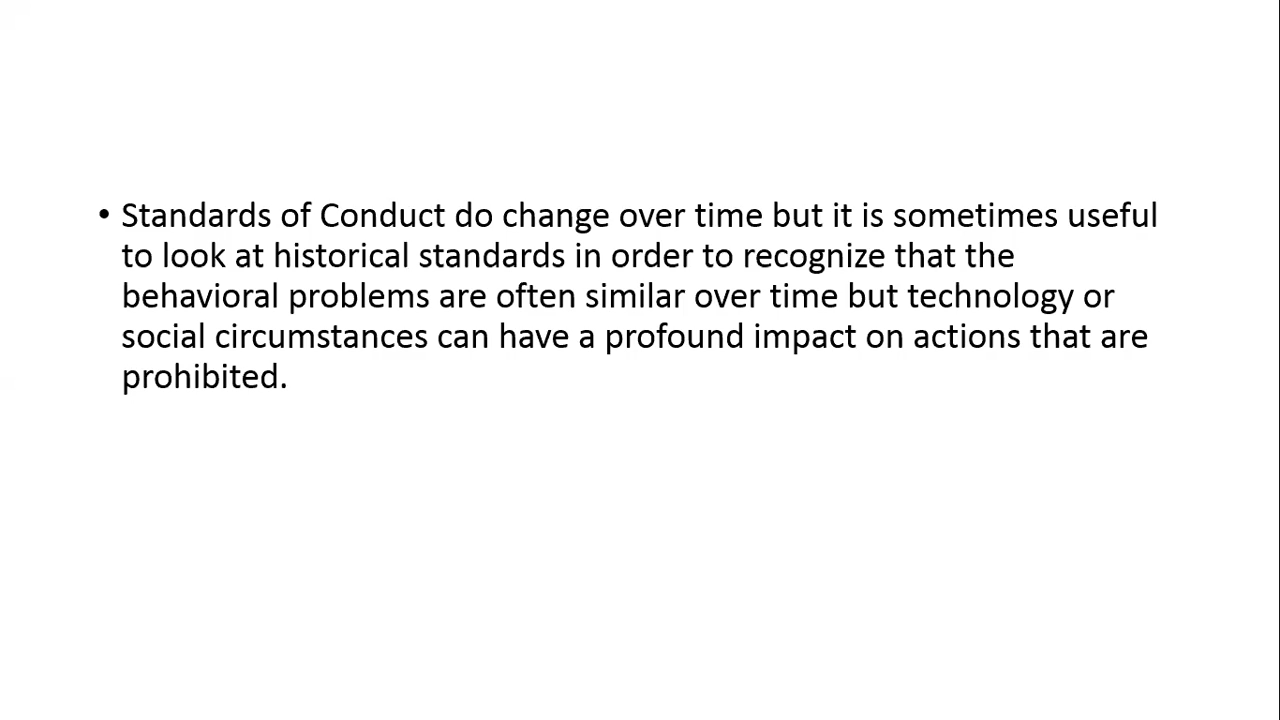 • Standards of Conduct do change over time but it is sometimes useful
to look at historical standards in order to recognize that the
behavioral problems are often similar over time but technology or
social circumstances can have a profound impact on actions that are
prohibited.